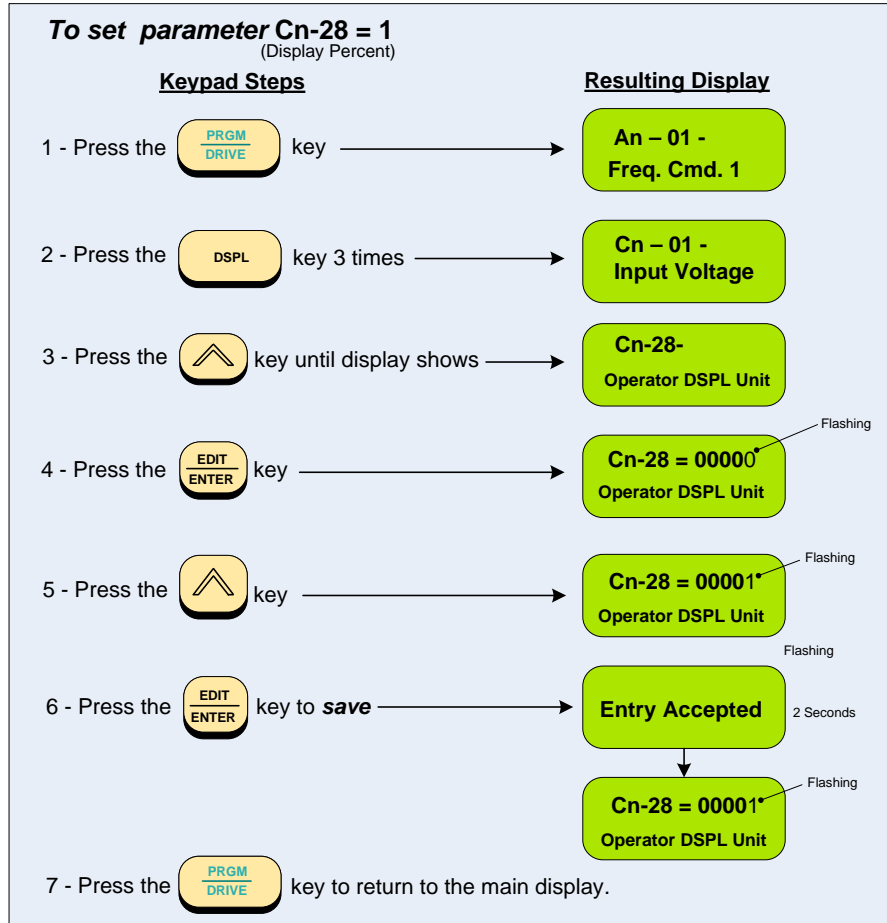 To set parameter Cn-28 = 1
(Display Percent)
Keypad Steps
Resulting Display
1 - Press the PRGM DRIVE key
An – 01 -
Freq. Cmd. 1
2 - Press the DSPL key 3 times
Cn – 01 -
Input Voltage
3 - Press the key until display shows
Cn-28-
Operator DSPL Unit
4 - Press the EDIT ENTER key
Flashing
Cn-28 = 00000
Operator DSPL Unit
5 - Press the key
Flashing
Cn-28 = 00001
Operator DSPL Unit
Flashing
6 - Press the EDIT ENTER key to save
Entry Accepted
2 Seconds
Flashing
Cn-28 = 00001
Operator DSPL Unit
7 - Press the PRGM DRIVE key to return to the main display.